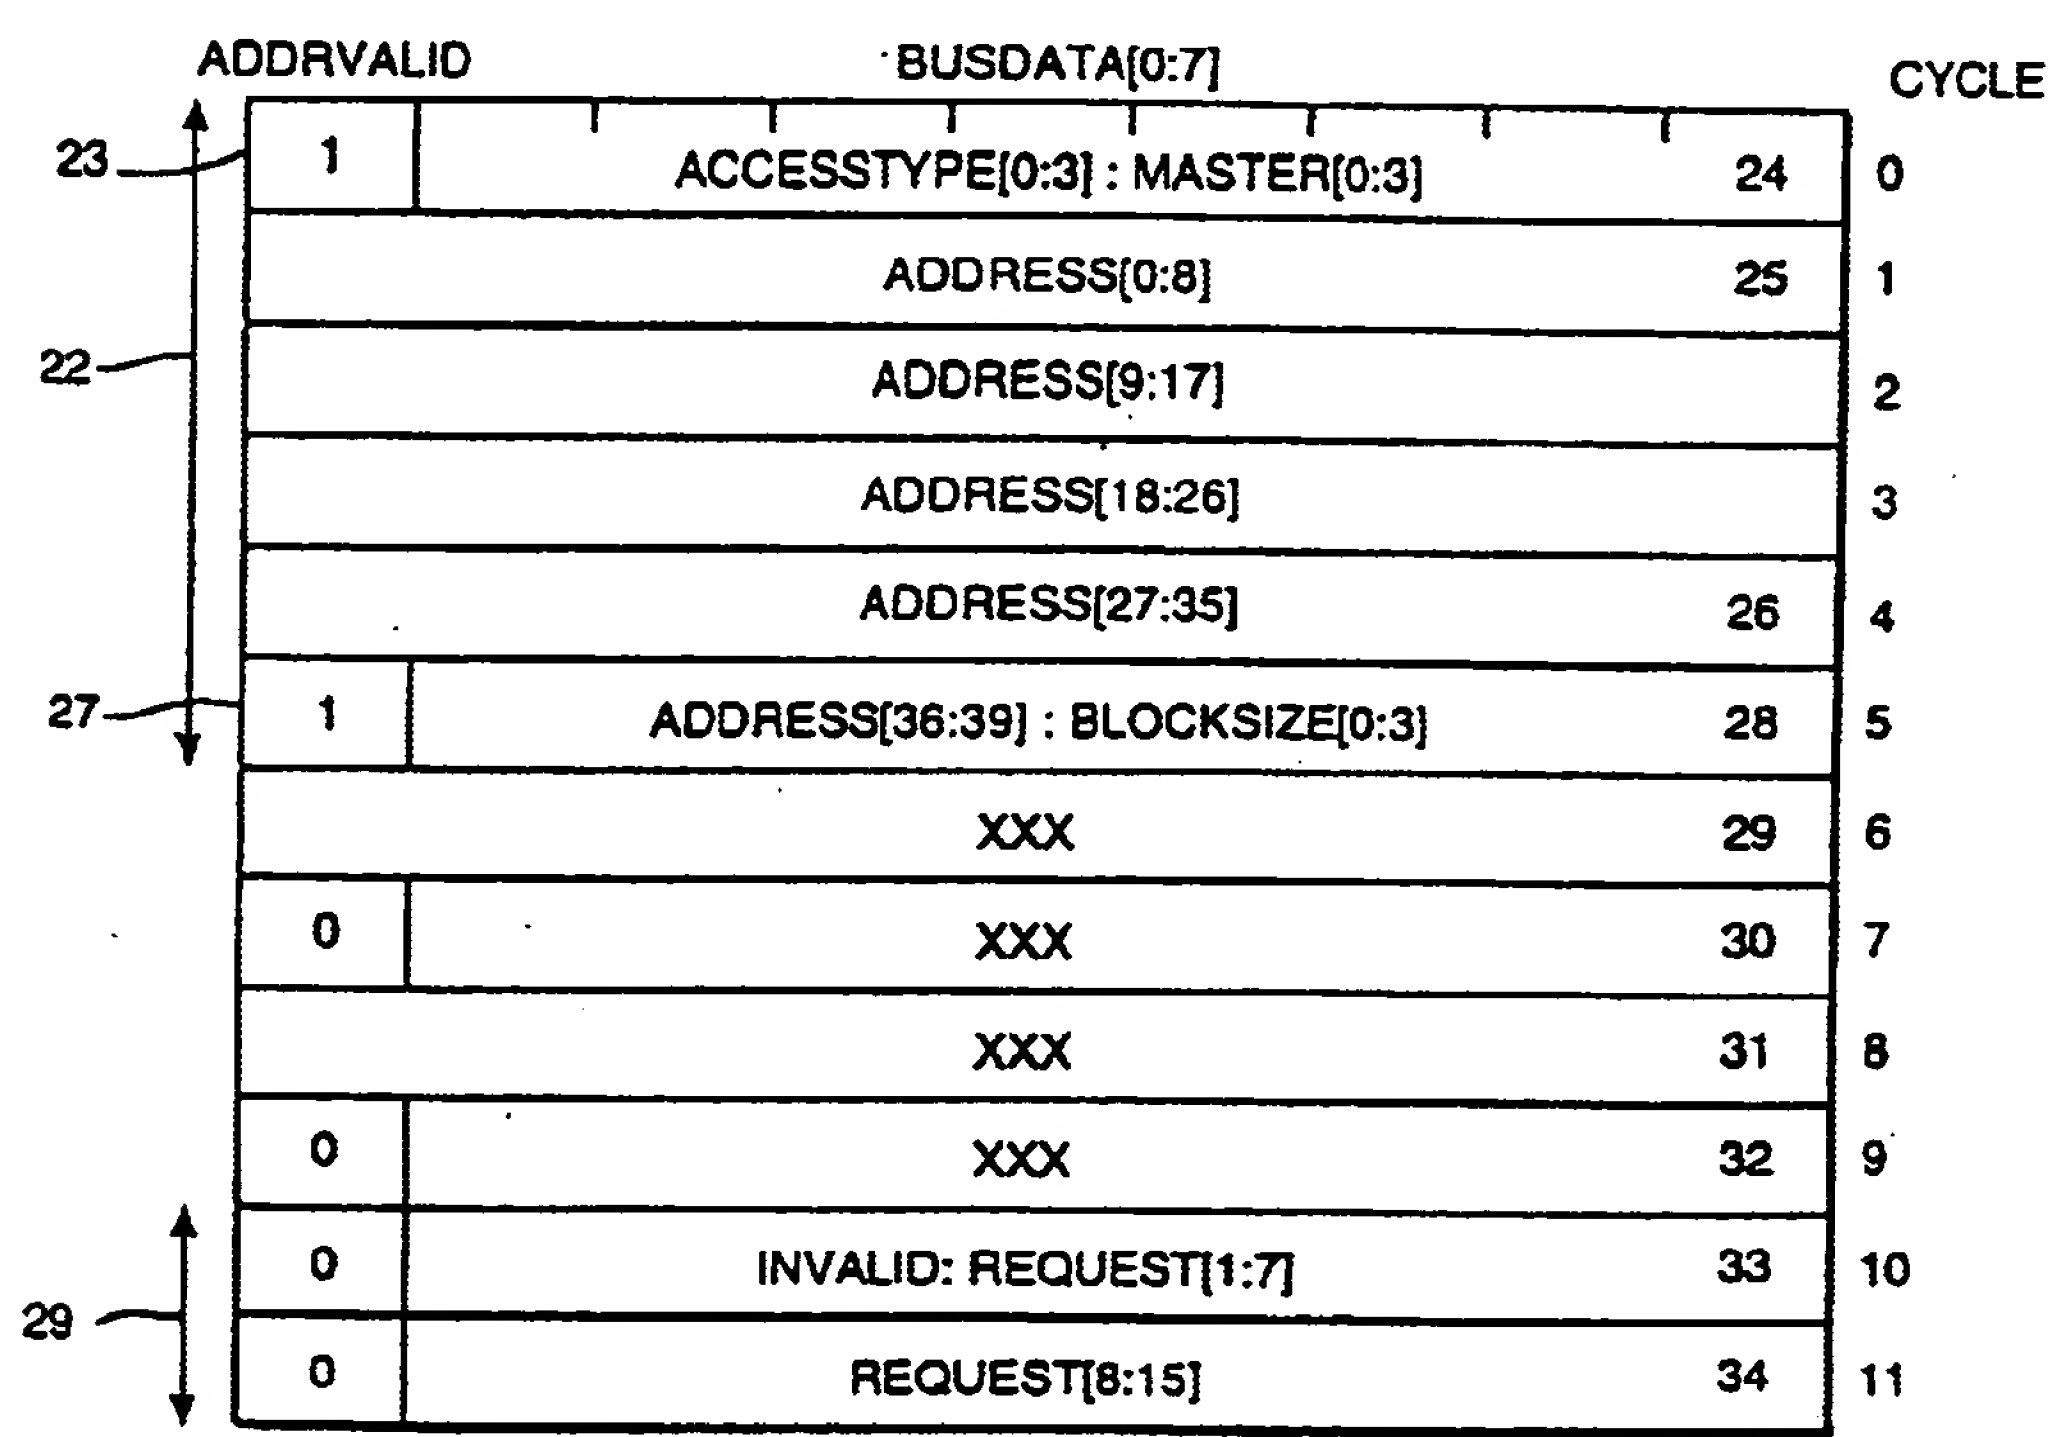 ADDRVALID BUSDATA[0:7] CYCLE
23 1 ACCESSTYPE[0:3] : MASTER[0:3] 24 0
ADDRESS[0:8] 25 1
22 ADDRESS[9:17] 2
ADDRESS[18:26] 3
ADDRESS[27:35] 26 4
27 1 ADDRESS[36:39] : BLOCKSIZE[0:3] 28 5
XXX 29 6
0 XXX 30 7
XXX 31 8
0 XXX 32 9
0 INVALID: REQUEST[1:7] 33 10
29 0 REQUEST[8:15] 34 11